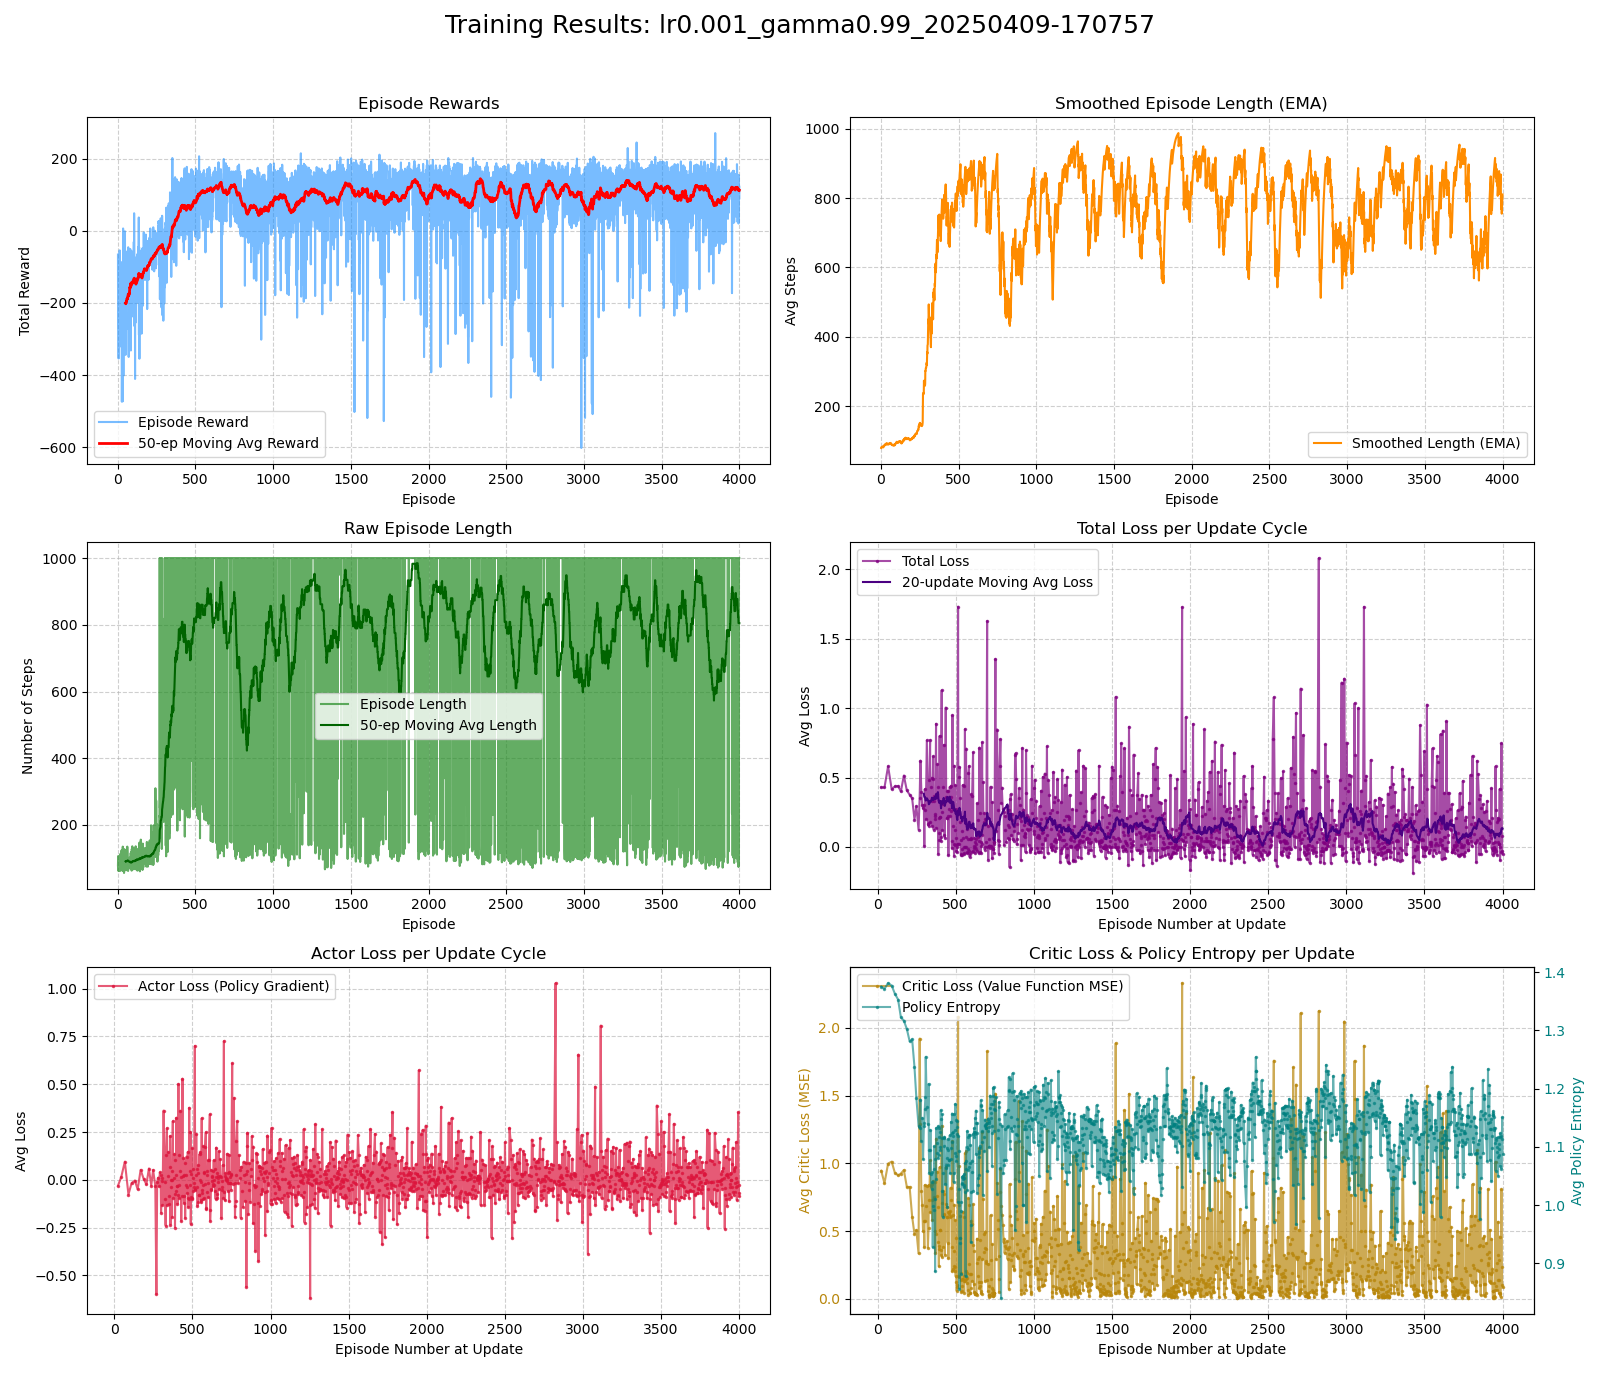 Training Results: lr0.001_gamma0.99_20250409-170757
Episode Rewards
Total Reward
200
0
−200
−400
−600
Episode Reward
50-ep Moving Avg Reward
0 500 1000 1500 2000 2500 3000 3500 4000
Episode
Smoothed Episode Length (EMA)
Avg Steps
1000
800
600
400
200
Smoothed Length (EMA)
0 500 1000 1500 2000 2500 3000 3500 4000
Episode
Raw Episode Length
Number of Steps
1000
800
600
400
200
Episode Length
50-ep Moving Avg Length
0 500 1000 1500 2000 2500 3000 3500 4000
Episode
Total Loss per Update Cycle
Avg Loss
2.0
1.5
1.0
0.5
0.0
Total Loss
20-update Moving Avg Loss
0 500 1000 1500 2000 2500 3000 3500 4000
Episode Number at Update
Actor Loss per Update Cycle
Avg Loss
1.00
0.75
0.50
0.25
0.00
−0.25
−0.50
Actor Loss (Policy Gradient)
0 500 1000 1500 2000 2500 3000 3500 4000
Episode Number at Update
Critic Loss & Policy Entropy per Update
Avg Critic Loss (MSE)
2.0
1.5
1.0
0.5
0.0
Critic Loss (Value Function MSE)
Policy Entropy
1.4
1.3
1.2
1.1
1.0
0.9
Avg Policy Entropy
0 500 1000 1500 2000 2500 3000 3500 4000
Episode Number at Update